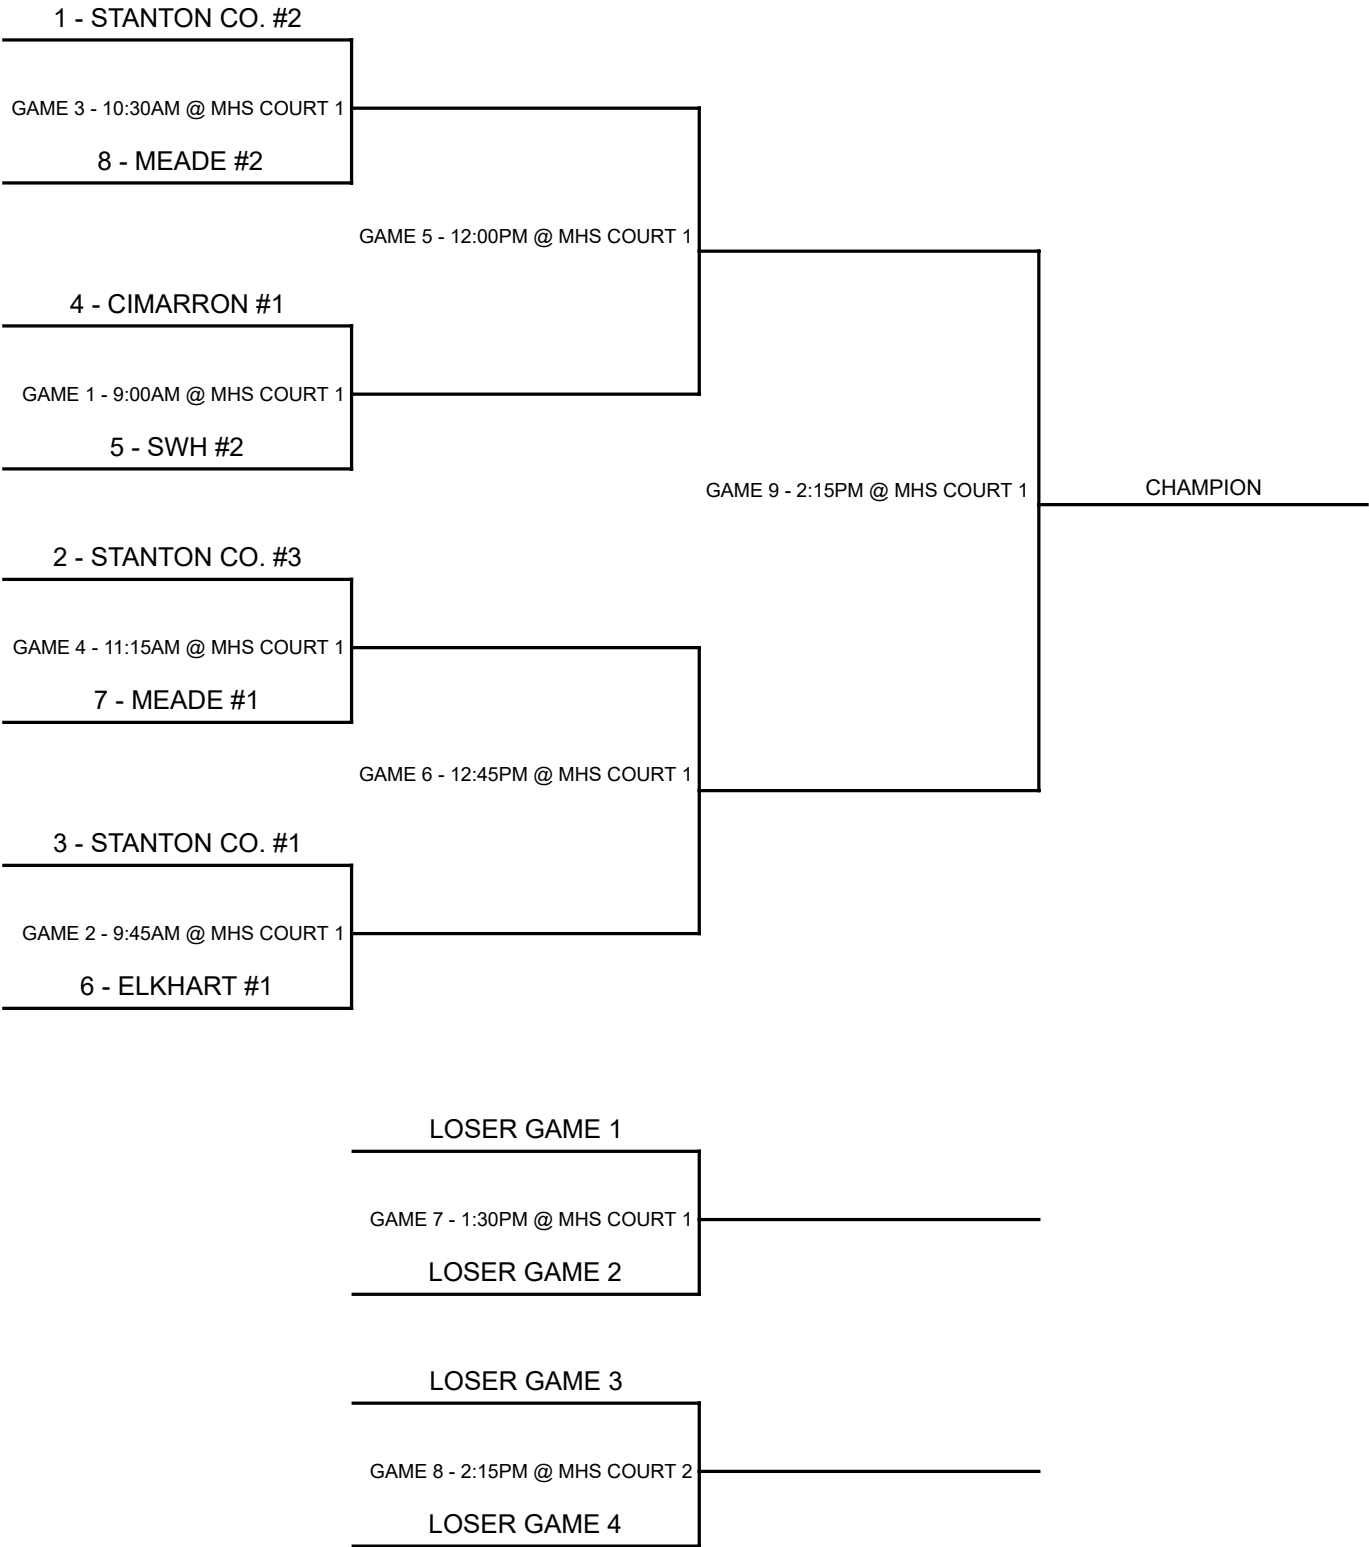 1 - STANTON CO. #2
GAME 3 - 10:30AM @ MHS COURT 1
8 - MEADE #2
GAME 5 - 12:00PM @ MHS COURT 1
4 - CIMARRON #1
GAME 1 - 9:00AM @ MHS COURT 1
5 - SWH #2
GAME 9 - 2:15PM @ MHS COURT 1
CHAMPION
2 - STANTON CO. #3
GAME 4 - 11:15AM @ MHS COURT 1
7 - MEADE #1
GAME 6 - 12:45PM @ MHS COURT 1
3 - STANTON CO. #1
GAME 2 - 9:45AM @ MHS COURT 1
6 - ELKHART #1
LOSER GAME 1
GAME 7 - 1:30PM @ MHS COURT 1
LOSER GAME 2
LOSER GAME 3
GAME 8 - 2:15PM @ MHS COURT 2
LOSER GAME 4